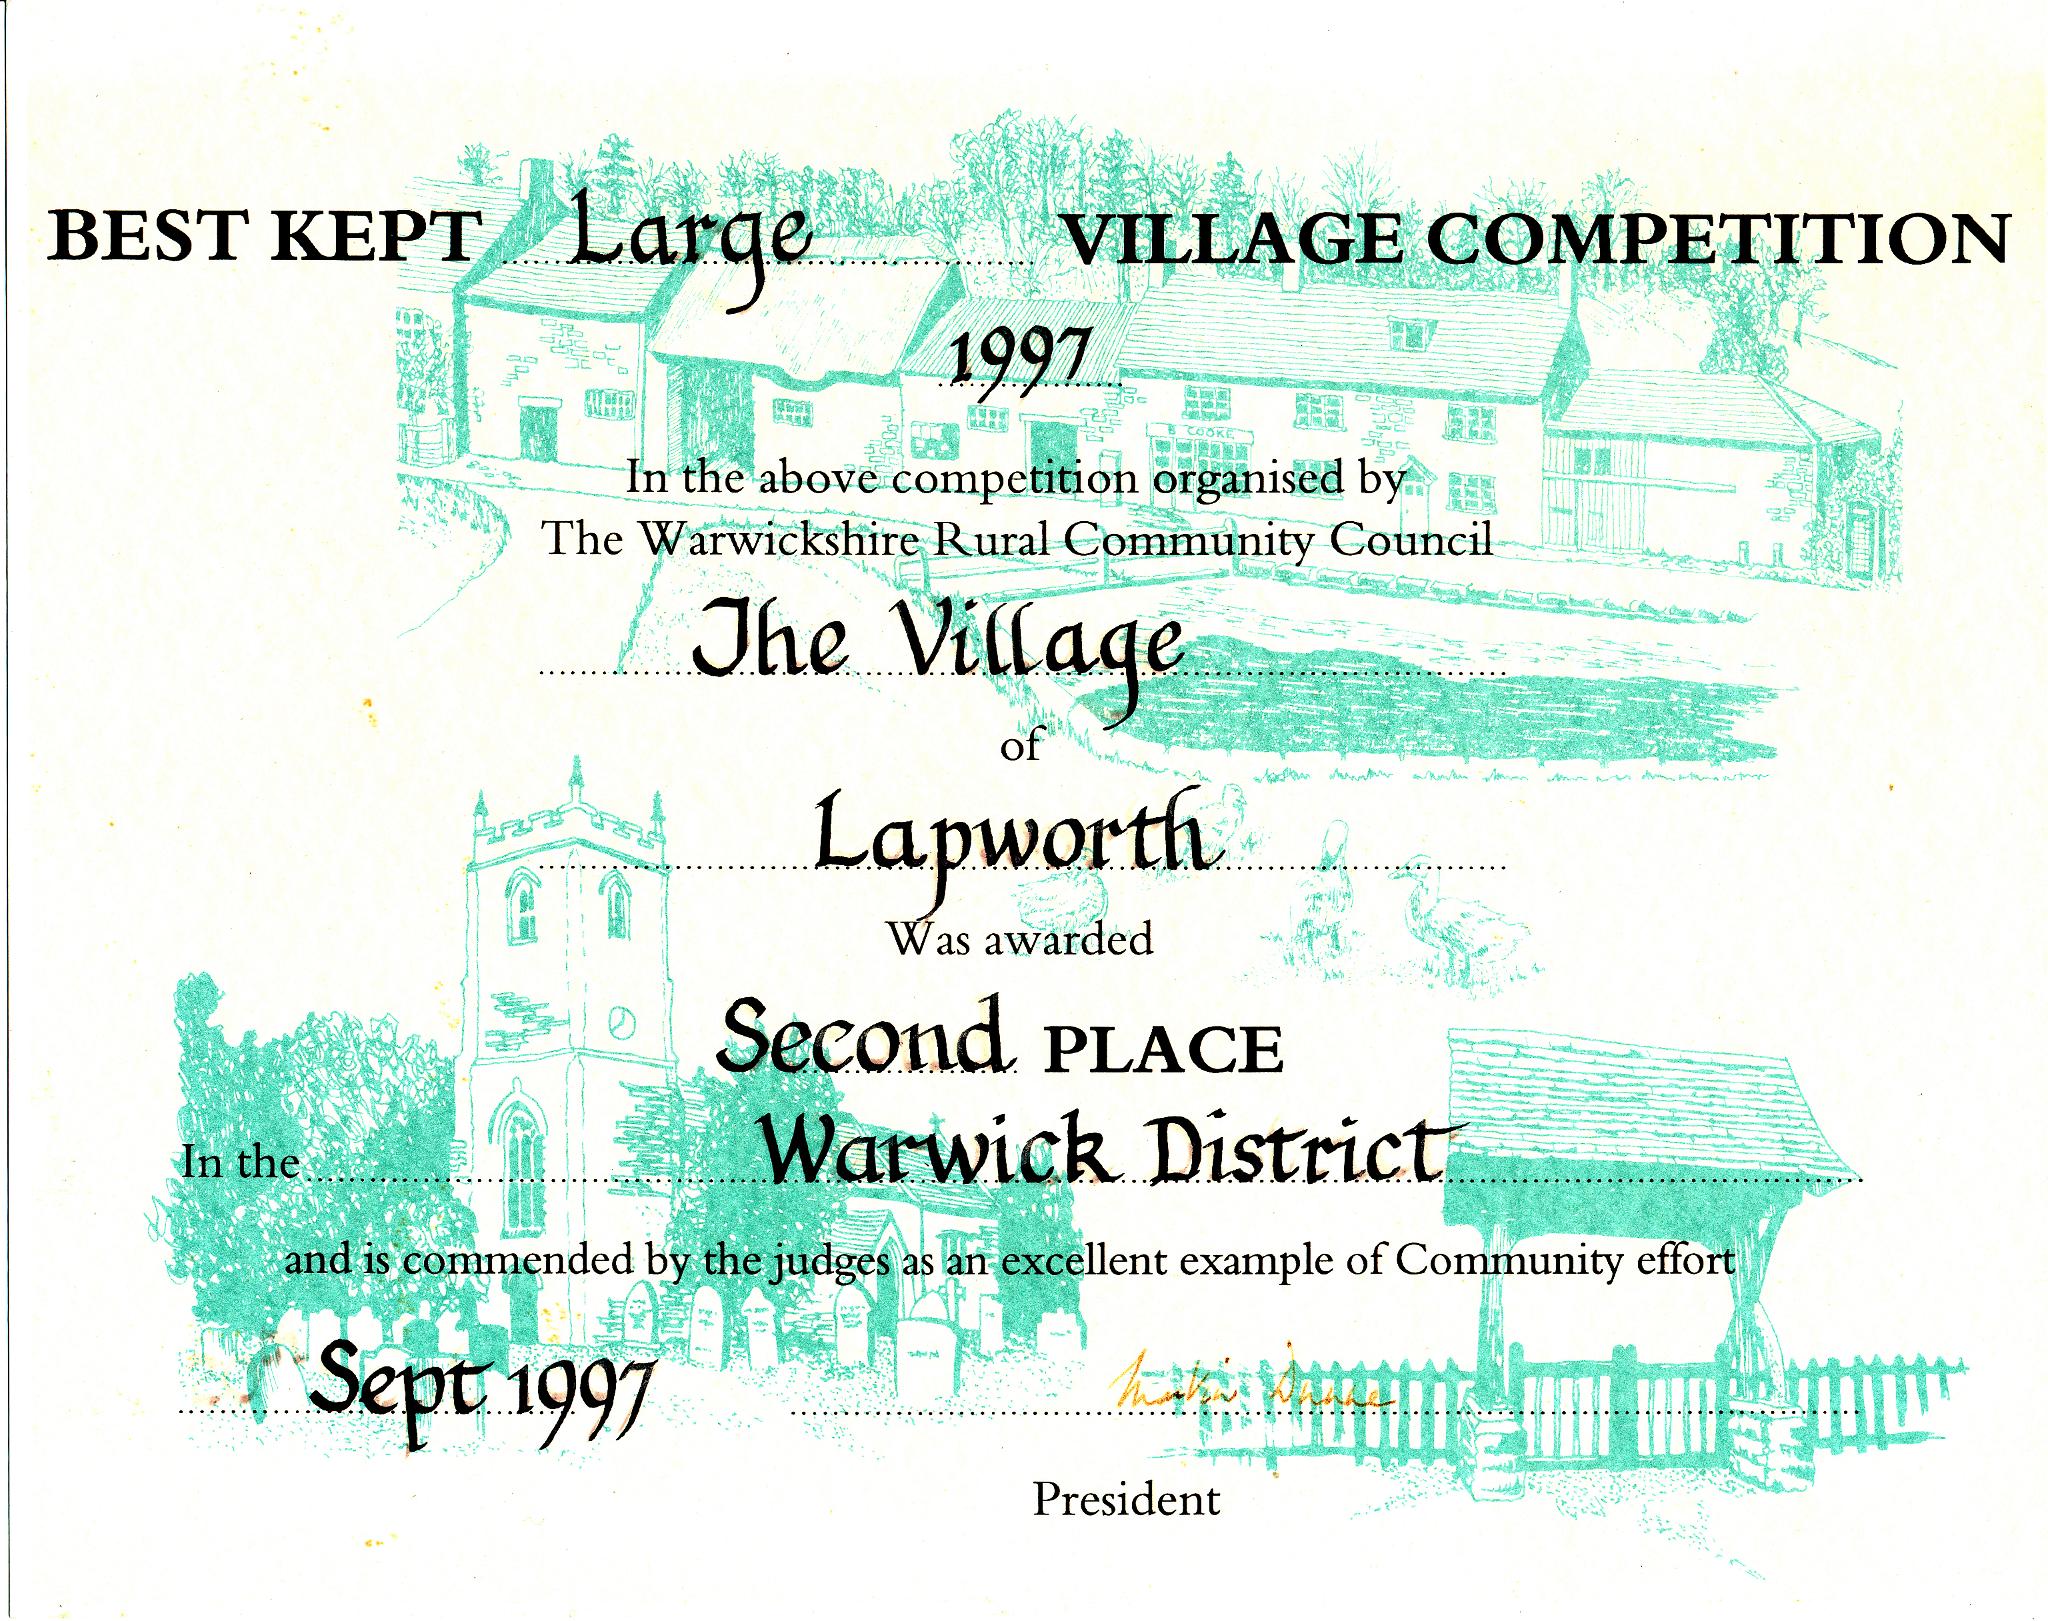 BEST KEPT Large VILLAGE COMPETITION
1997
B COOKE
In the above competition organised by
The Warwickshire Rural Community Council
The Village
of
Lapworth
Was awarded
Second PLACE
In the Warwick District
and is commended by the judges as an excellent example of Community effort
Sept 1997
President